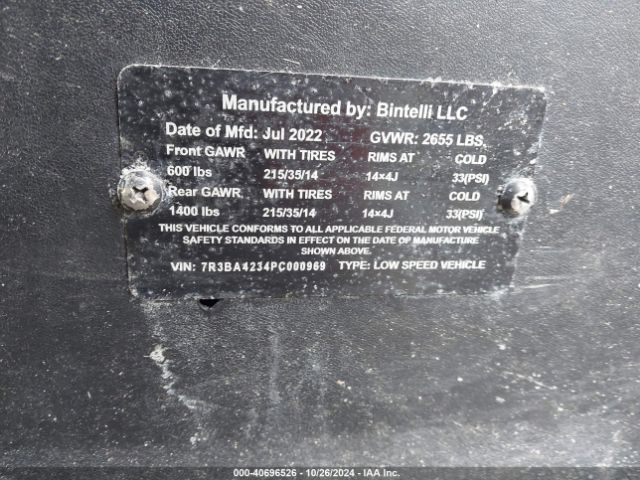 Manufactured by: Bintelli LLC
Date of Mfd: Jul 2022 GVWR: 2655 LBS.
Front GAWR WITH TIRES RIMS AT COLD
600 lbs 215/35/14 14×4J 33(PSI)
Rear GAWR WITH TIRES RIMS AT COLD
1400 lbs 215/35/14 14×4J 33(PSI)
THIS VEHICLE CONFORMS TO ALL APPLICABLE FEDERAL MOTOR VEHICLE
SAFETY STANDARDS IN EFFECT ON THE DATE OF MANUFACTURE
SHOWN ABOVE.
VIN: 7R3BA4234PC000969 TYPE: LOW SPEED VEHICLE
000-40696526 - 10/26/2024 - IAA Inc.